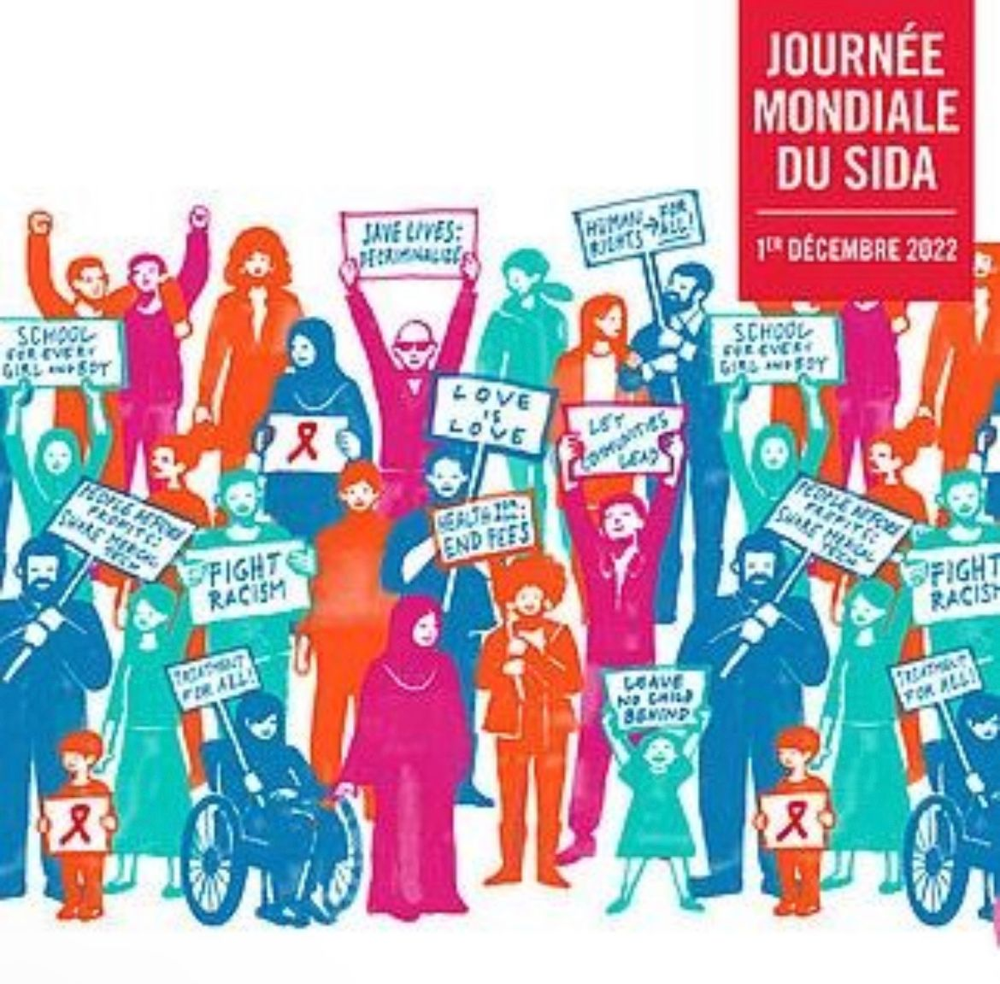 JOURNÉE
MONDIALE
DU SIDA
1ER DÉCEMBRE 2022
SAVE LIVES:
DECRIMINALIZE
HUMAN
RIGHTS →
FOR
ALL!
SCHOOL
FOR EVERY
GIRL AND BOY
SCHOOL
FOR EVERY
GIRL AND BOY
LOVE
IS
LOVE
LET
COMMUNITIES
LEAD
PEOPLE BEFORE
PROFITS:
SHARE MEDICAL
TECH
HEALTH
END FEES
PEOPLE BEFORE
PROFITS:
SHARE MEDICAL
TECH
FIGHT
RACISM
FIGHT
RACISM
TREATMENT
FOR ALL!
LEAVE
NO CHILD
BEHIND
TREATMENT
FOR ALL!